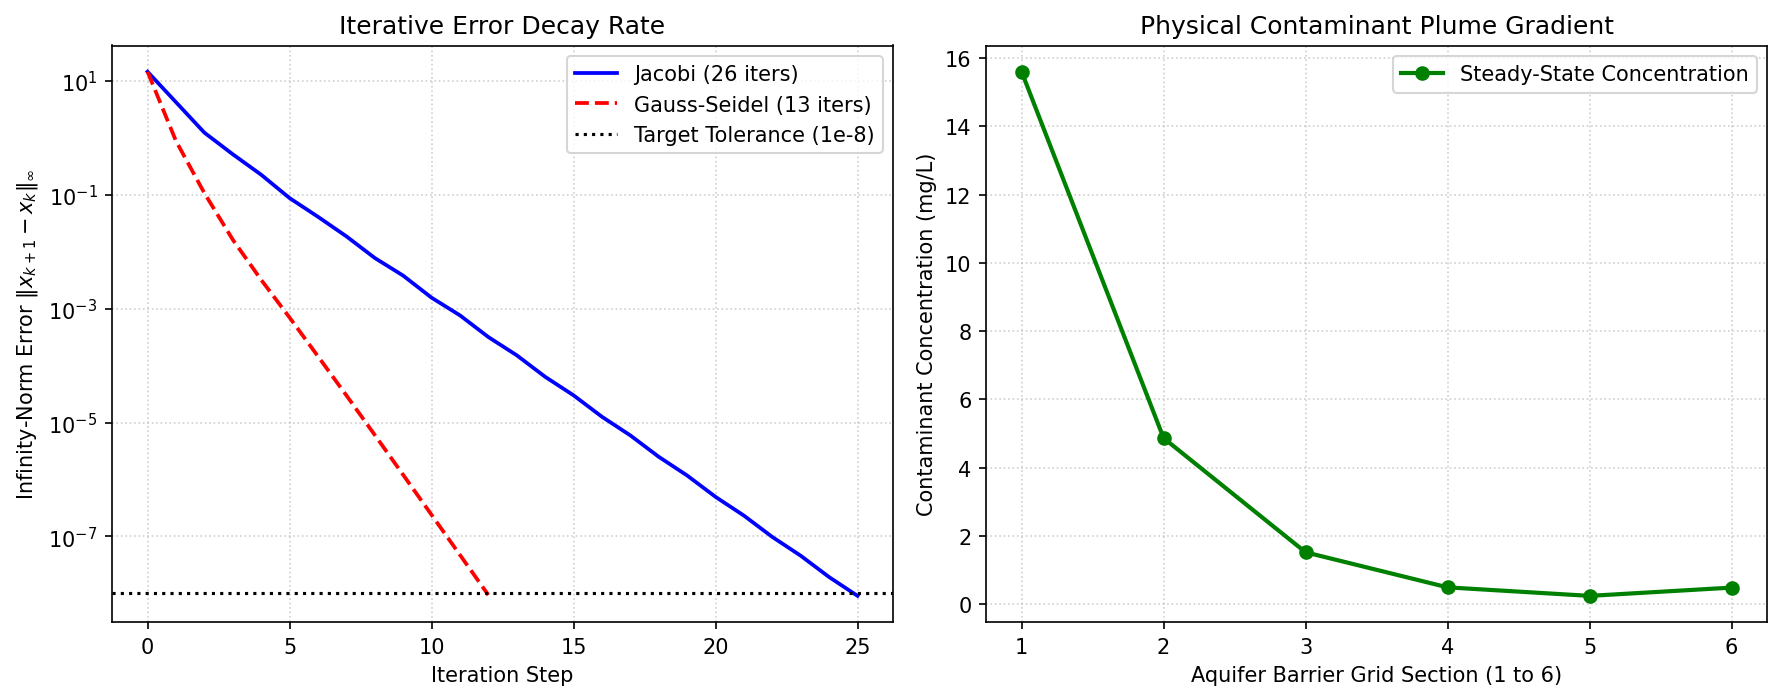 Iterative Error Decay Rate
Jacobi (26 iters)
Gauss-Seidel (13 iters)
Target Tolerance (1e-8)
Infinity-Norm Error ‖x_{k+1} − x_k‖_∞
10^1
10^{-1}
10^{-3}
10^{-5}
10^{-7}
0 5 10 15 20 25
Iteration Step
Physical Contaminant Plume Gradient
Steady-State Concentration
Contaminant Concentration (mg/L)
16
14
12
10
8
6
4
2
0
1 2 3 4 5 6
Aquifer Barrier Grid Section (1 to 6)